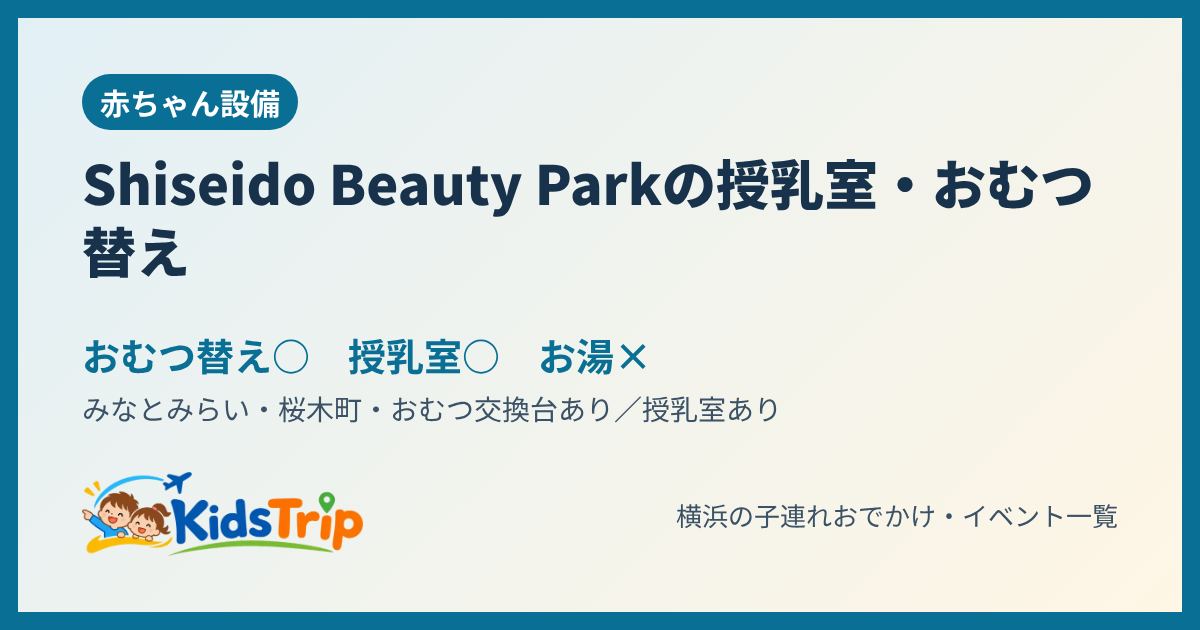 赤ちゃん設備
Shiseido Beauty Parkの授乳室・おむつ
替え
おむつ替え○　授乳室○　お湯×
みなとみらい・桜木町・おむつ交換台あり／授乳室あり
KidsTrip
横浜の子連れおでかけ・イベント一覧